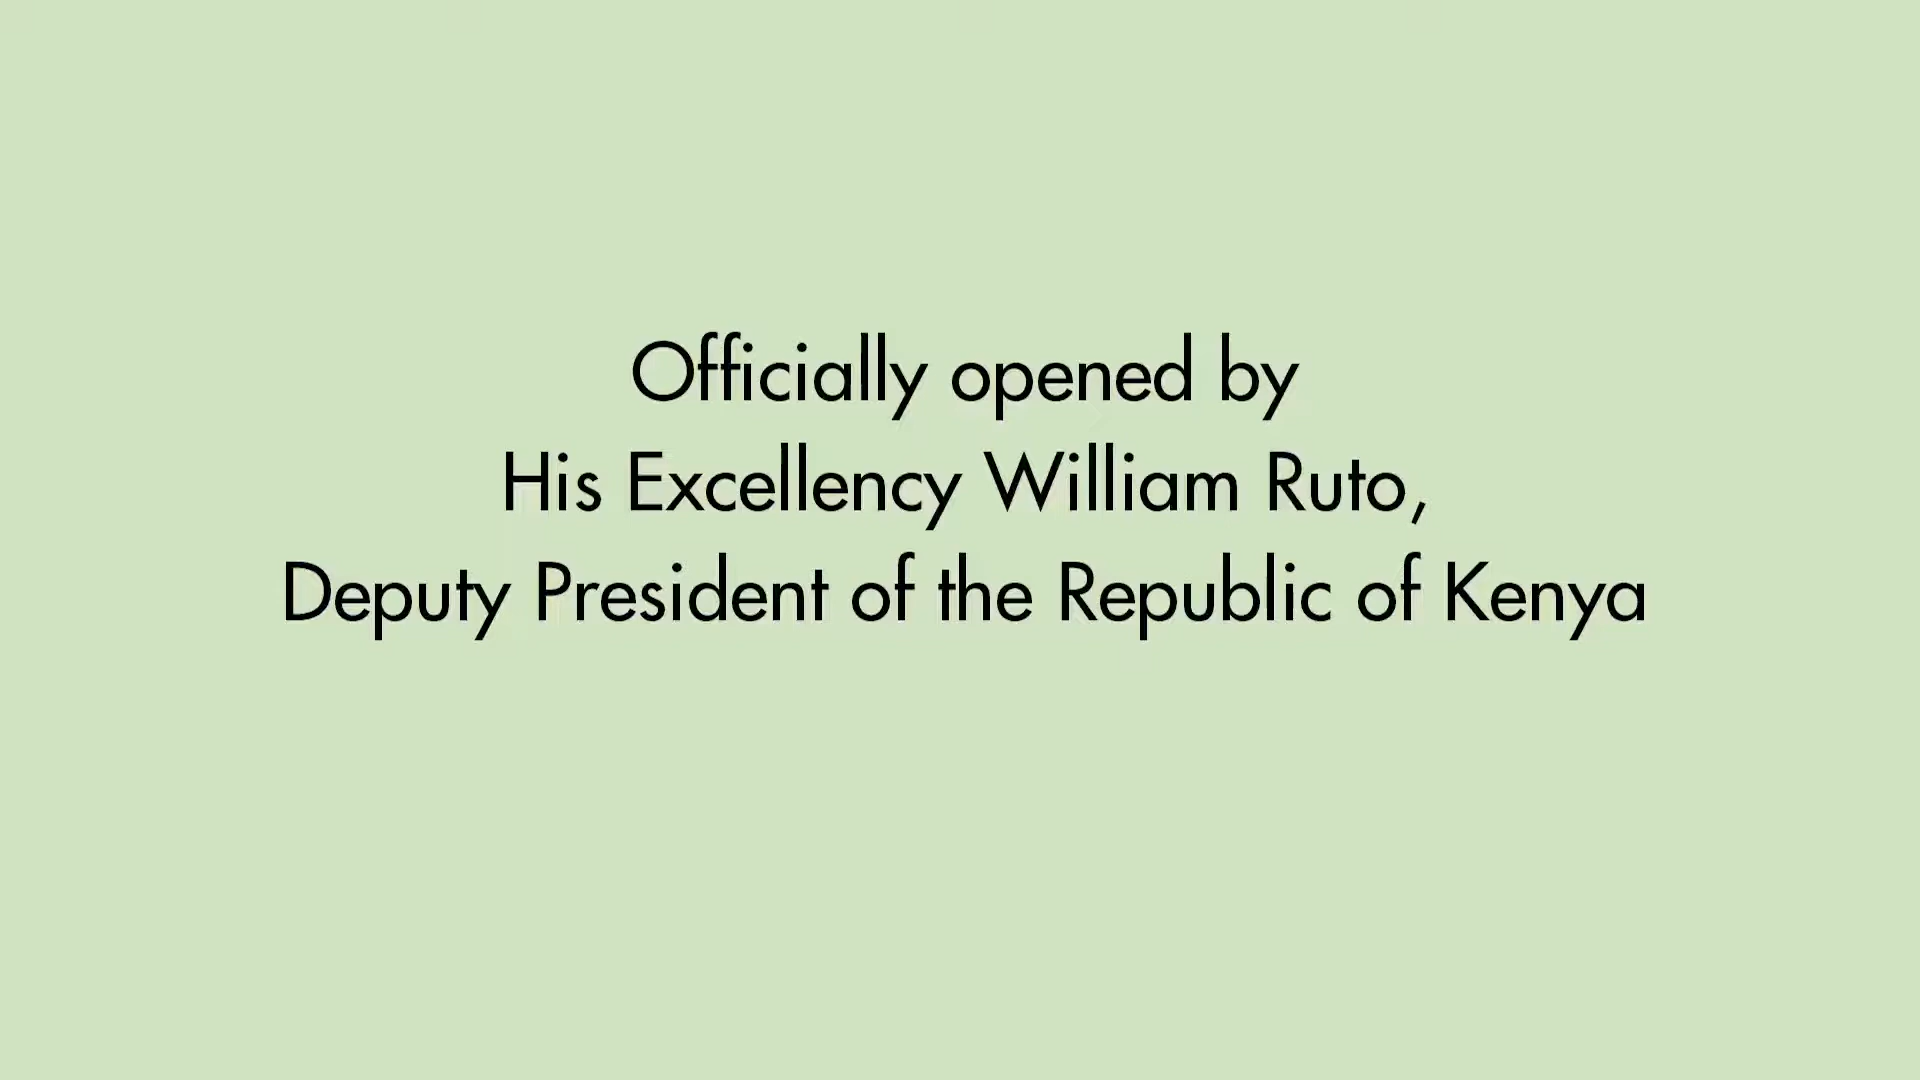 Officially opened by
His Excellency William Ruto,
Deputy President of the Republic of Kenya